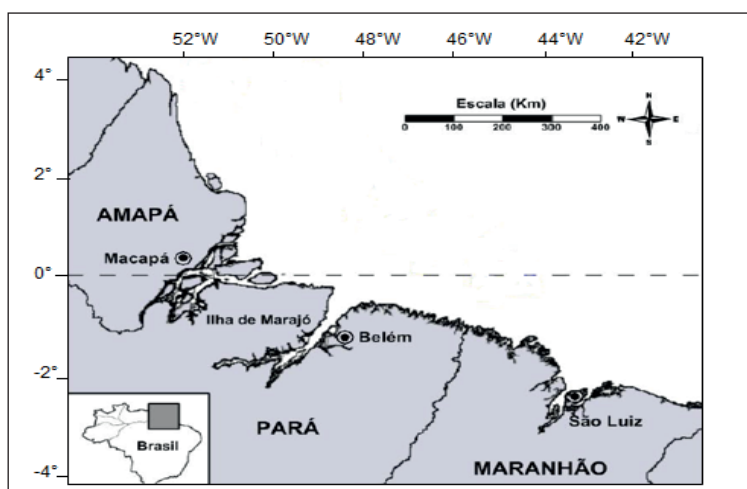 52°W 50°W 48°W 46°W 44°W 42°W
4°
Escala (Km)
0 100 200 300 400
N
W E
S
2°
AMAPÁ
Macapá
0°
Ilha de Marajó
Belém
-2°
São Luiz
Brasil
PARÁ
MARANHÃO
-4°